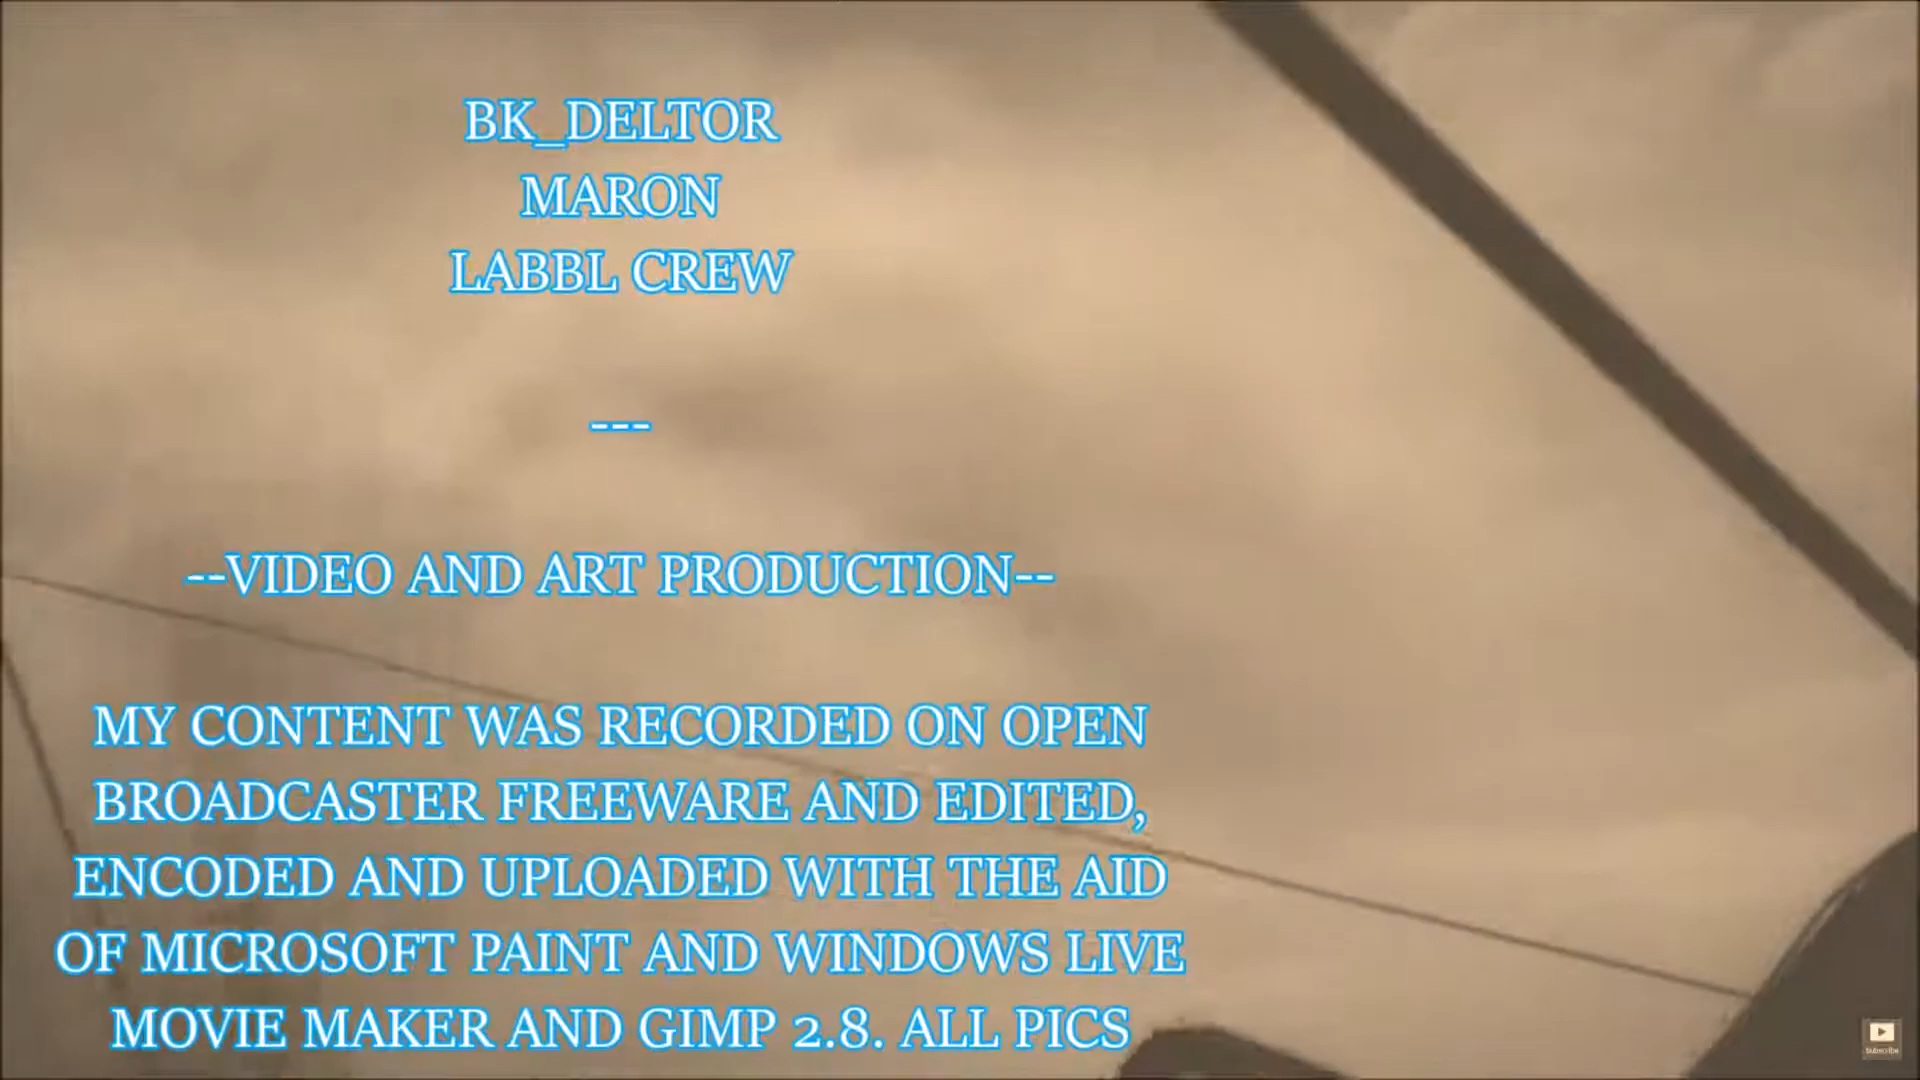 BK_DELTOR
MARON
LABBL CREW
---
--VIDEO AND ART PRODUCTION--
MY CONTENT WAS RECORDED ON OPEN
BROADCASTER FREEWARE AND EDITED,
ENCODED AND UPLOADED WITH THE AID
OF MICROSOFT PAINT AND WINDOWS LIVE
MOVIE MAKER AND GIMP 2.8. ALL PICS
Subscribe